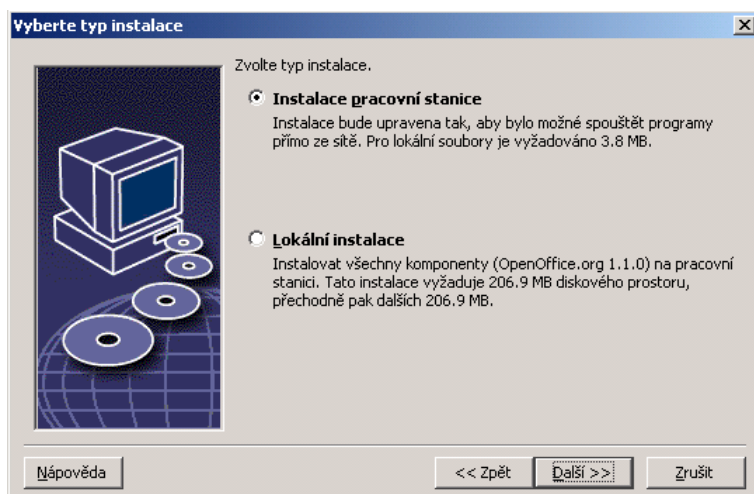 Vyberte typ instalace
Zvolte typ instalace.
Instalace pracovní stanice
Instalace bude upravena tak, aby bylo možné spouštět programy
přímo ze sítě. Pro lokální soubory je vyžadováno 3.8 MB.
Lokální instalace
Instalovat všechny komponenty (OpenOffice.org 1.1.0) na pracovní
stanici. Tato instalace vyžaduje 206.9 MB diskového prostoru,
přechodně pak dalších 206.9 MB.
Nápověda
<< Zpět
Další >>
Zrušit